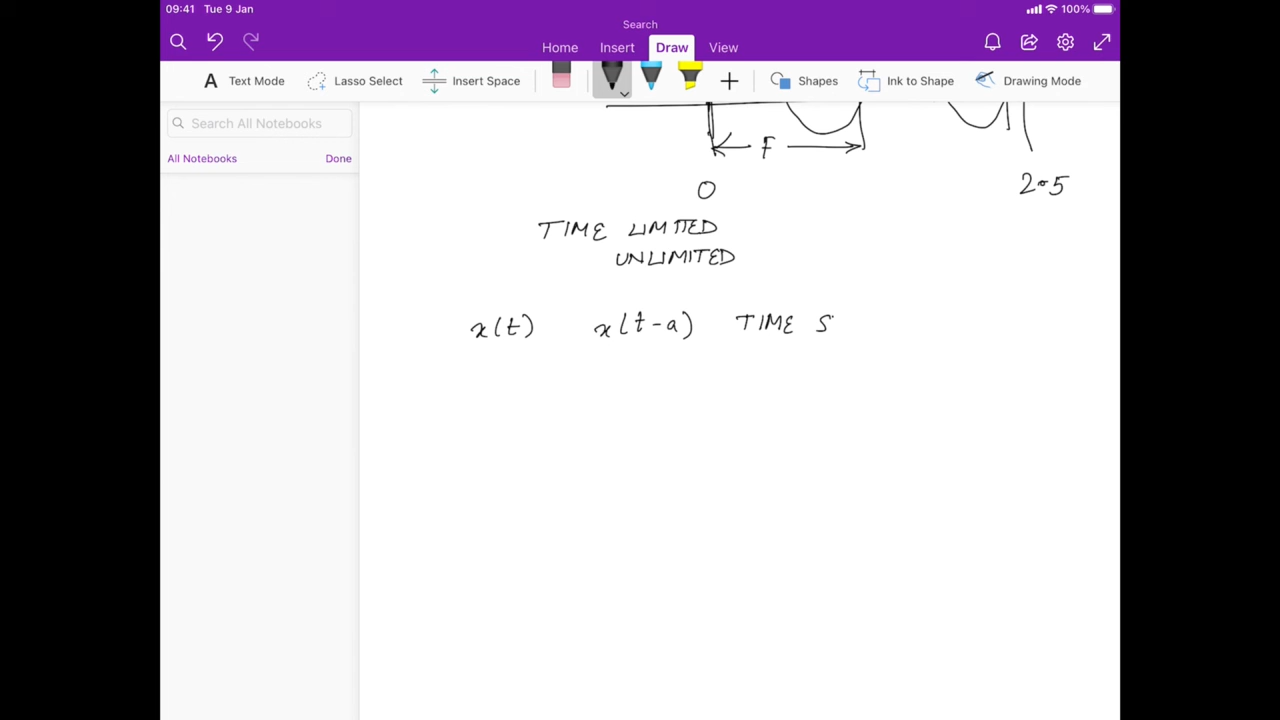 09:41 Tue 9 Jan 100%
Search
Home Insert Draw View
A Text Mode Lasso Select Insert Space Shapes Ink to Shape Drawing Mode
Search All Notebooks
All Notebooks Done
F
0 2.5
TIME LIMITED
UNLIMITED
x(t) x(t-a) TIME S